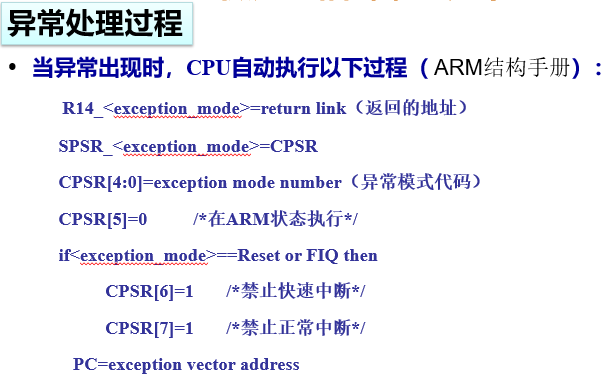 异常处理过程
• 当异常出现时，CPU自动执行以下过程（ARM结构手册）：
R14_<exception_mode>=return link（返回的地址）
SPSR_<exception_mode>=CPSR
CPSR[4:0]=exception mode number（异常模式代码）
CPSR[5]=0 /*在ARM状态执行*/
if<exception_mode>==Reset or FIQ then
CPSR[6]=1 /*禁止快速中断*/
CPSR[7]=1 /*禁止正常中断*/
PC=exception vector address